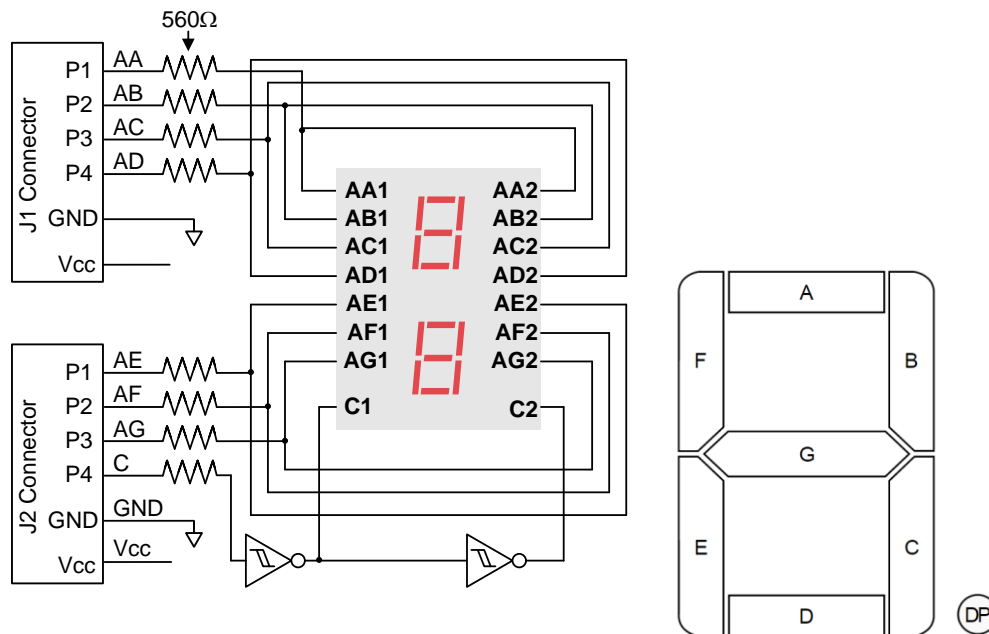 560Ω
J1 Connector
P1
AA
P2
AB
P3
AC
P4
AD
GND
Vcc
AA1
AA2
AB1
AB2
AC1
AC2
AD1
AD2
AE1
AE2
AF1
AF2
AG1
AG2
C1
C2
J2 Connector
P1
AE
P2
AF
P3
AG
P4
C
GND
GND
Vcc
Vcc
A
F
B
G
E
C
D
DP